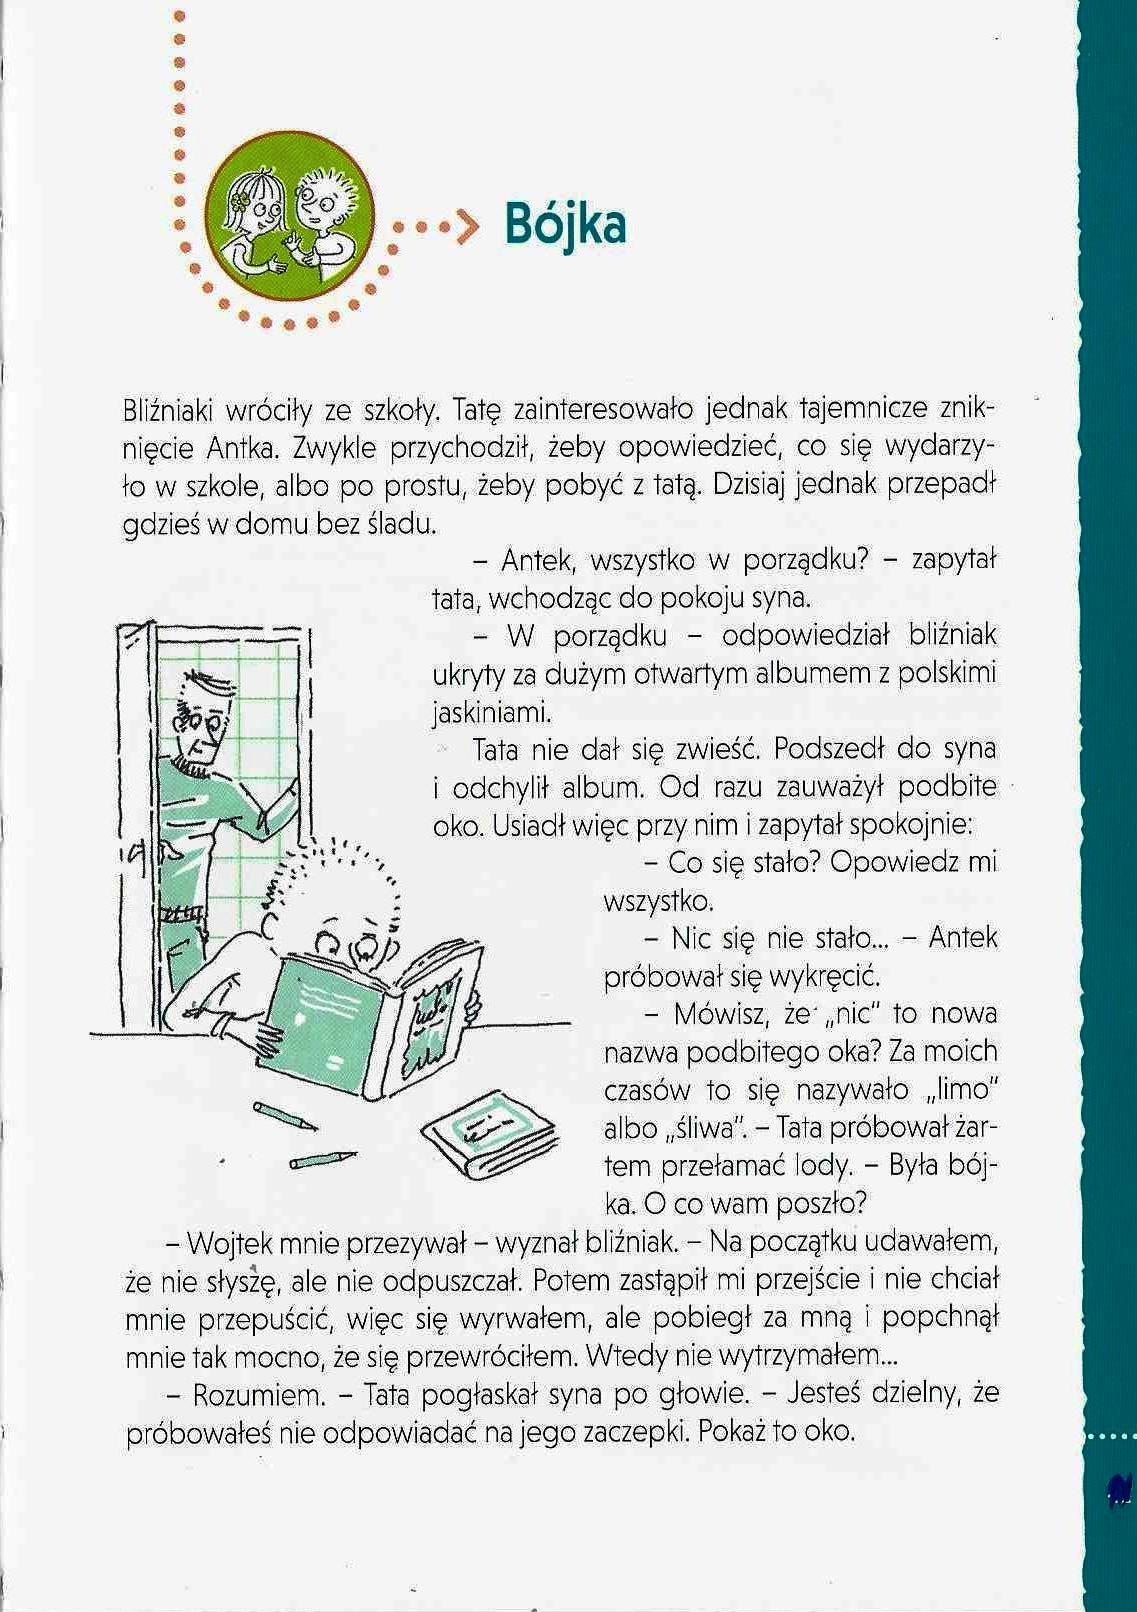 Bójka
Bliźniaki wróciły ze szkoły. Tatę zainteresowało jednak tajemnicze znik-
nięcie Antka. Zwykle przychodził, żeby opowiedzieć, co się wydarzy-
ło w szkole, albo po prostu, żeby pobyć z tatą. Dzisiaj jednak przepadł
gdzieś w domu bez śladu.
– Antek, wszystko w porządku? – zapytał
tata, wchodząc do pokoju syna.
– W porządku – odpowiedział bliźniak
ukryty za dużym otwartym albumem z polskimi
jaskiniami.
Tata nie dał się zwieść. Podszedł do syna
i odchylił album. Od razu zauważył podbite
oko. Usiadł więc przy nim i zapytał spokojnie:
– Co się stało? Opowiedz mi
wszystko.
– Nic się nie stało... – Antek
próbował się wykręcić.
– Mówisz, że „nic" to nowa
nazwa podbitego oka? Za moich
czasów to się nazywało „limo"
albo „śliwa". – Tata próbował żar-
tem przełamać lody. – Była bój-
ka. O co wam poszło?
– Wojtek mnie przezywał – wyznał bliźniak. – Na początku udawałem,
że nie słyszę, ale nie odpuszczał. Potem zastąpił mi przejście i nie chciał
mnie przepuścić, więc się wyrwałem, ale pobiegł za mną i popchnął
mnie tak mocno, że się przewróciłem. Wtedy nie wytrzymałem...
– Rozumiem. – Tata pogłaskał syna po głowie. – Jesteś dzielny, że
próbowałeś nie odpowiadać na jego zaczepki. Pokaż to oko.